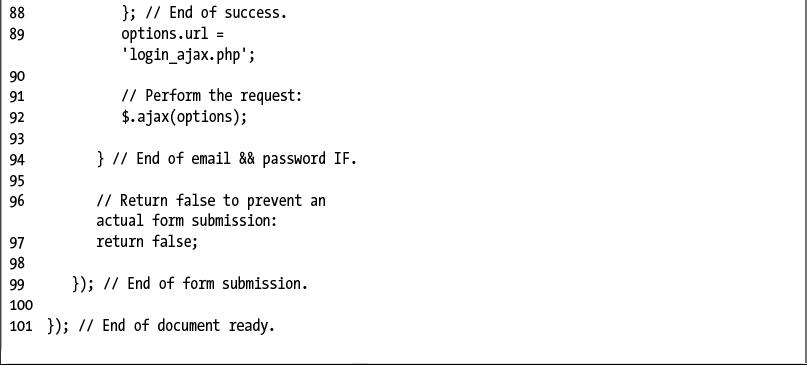 88 }; // End of success.
89 options.url =
'login_ajax.php';
90
91 // Perform the request:
92 $.ajax(options);
93
94 } // End of email && password IF.
95
96 // Return false to prevent an
actual form submission:
97 return false;
98
99 }); // End of form submission.
100
101 }); // End of document ready.